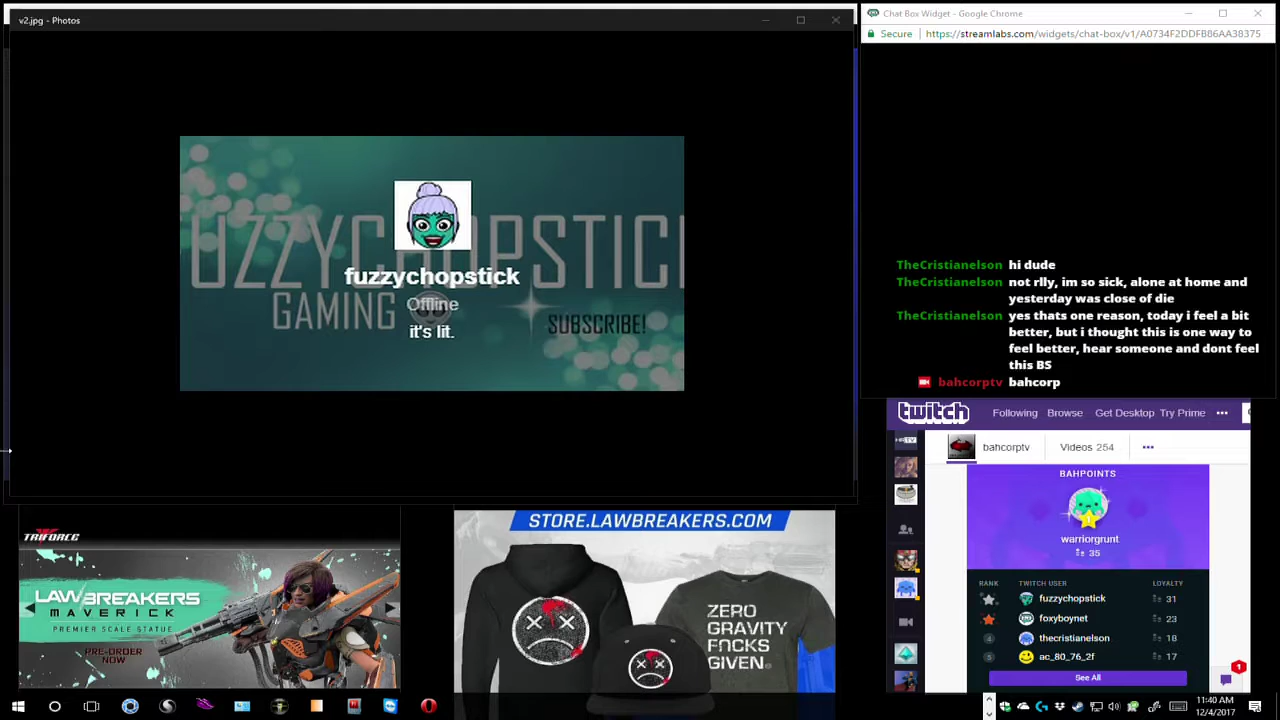 v2.jpg - Photos
UZZYCHOPSTICK
fuzzychopstick
Offline
GAMING
it's lit.
SUBSCRIBE!
Chat Box Widget - Google Chrome
Secure https://streamlabs.com/widgets/chat-box/v1/A0734F2DDFB86AA38375
TheCristianelson hi dude
TheCristianelson not rlly, im so sick, alone at home and
yesterday was close of die
TheCristianelson yes thats one reason, today i feel a bit
better, but i thought this is one way to
feel better, hear someone and dont feel
this BS
bahcorptv bahcorp
twitch Following Browse Get Desktop Try Prime
bahcorptv Videos 254
BAHPOINTS
1
warriorgrunt
35
RANK TWITCH USER LOYALTY
fuzzychopstick 31
foxyboynet 23
4 thecristianelson 18
5 ac_80_76_2f 17
See All
1
TRIFORCE
LAWBREAKERS
MAVERICK
PREMIER SCALE STATUE
PRE-ORDER
NOW
STORE.LAWBREAKERS.COM
ZERO
GRAVITY
FNCKS
GIVEN
11:40 AM
12/4/2017